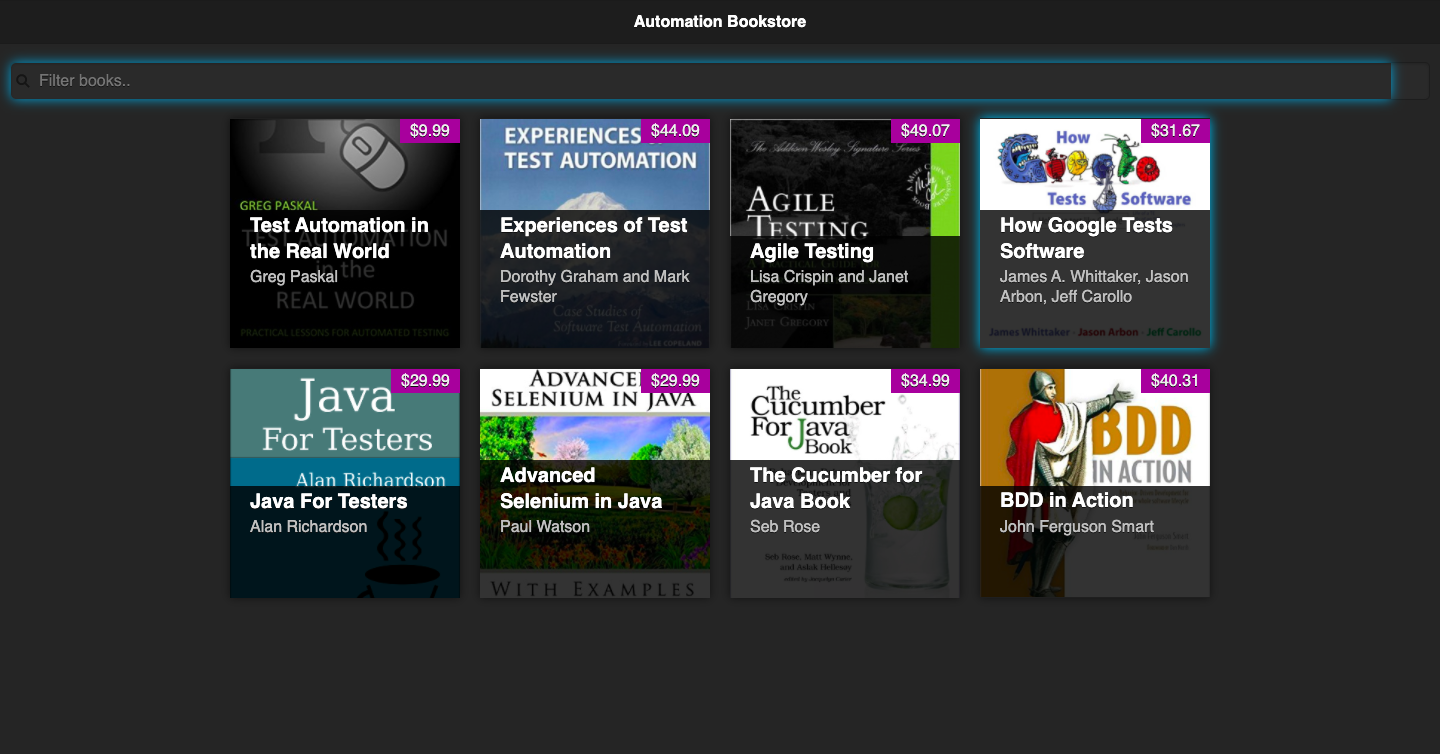 Automation Bookstore
Filter books..
$9.99
GREG PASKAL
TEST AUTOMATION
in the
REAL WORLD
PRACTICAL LESSONS FOR AUTOMATED TESTING
Test Automation in
the Real World
Greg Paskal
$44.09
EXPERIENCES
TEST AUTOMATION
Experiences of Test
Automation
Dorothy Graham and Mark
Fewster
Case Studies of
Software Test Automation
LEE COPELAND
$49.07
The Addison Wesley Signature Series
AGILE
TESTING
Agile Testing
Lisa Crispin and Janet
Gregory
LISA CRISPIN
JANET GREGORY
$31.67
How
Google
Tests Software
How Google Tests
Software
James A. Whittaker, Jason
Arbon, Jeff Carollo
James Whittaker · Jason Arbon · Jeff Carollo
$29.99
Java
For Testers
Alan Richardson
Java For Testers
Alan Richardson
$29.99
ADVANCED
SELENIUM IN JAVA
Advanced
Selenium in Java
Paul Watson
WITH EXAMPLES
$34.99
The
Cucumber
For Java
Book
The Cucumber for
Java Book
Seb Rose
Seb Rose, Matt Wynne,
and Aslak Hellesøy
$40.31
BDD
IN ACTION
BDD in Action
John Ferguson Smart